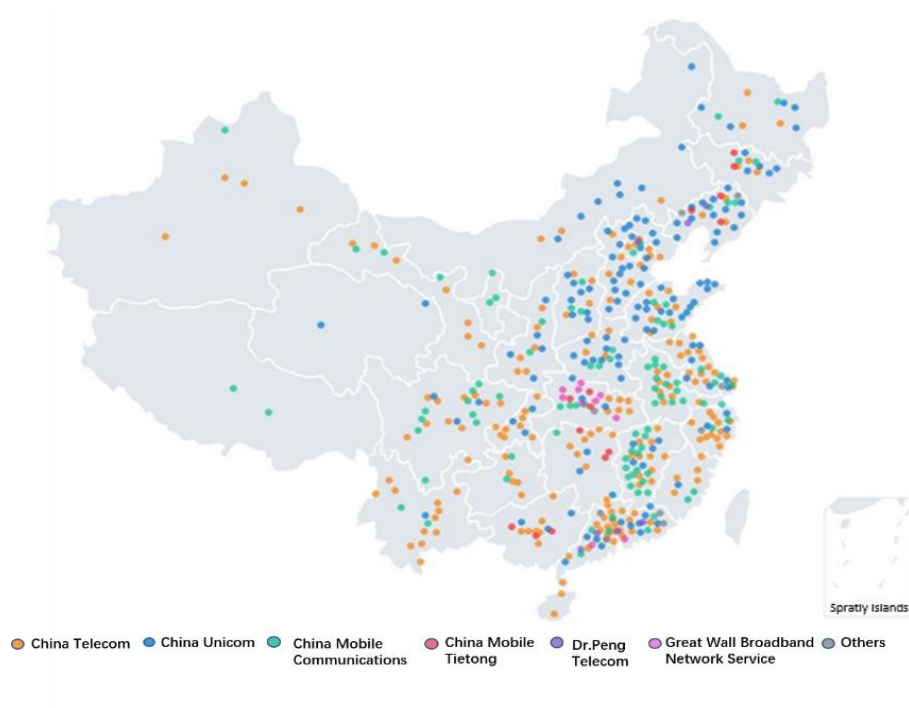 Spratly Islands
China Telecom
China Unicom
China Mobile
Communications
China Mobile
Tietong
Dr.Peng
Telecom
Great Wall Broadband
Network Service
Others